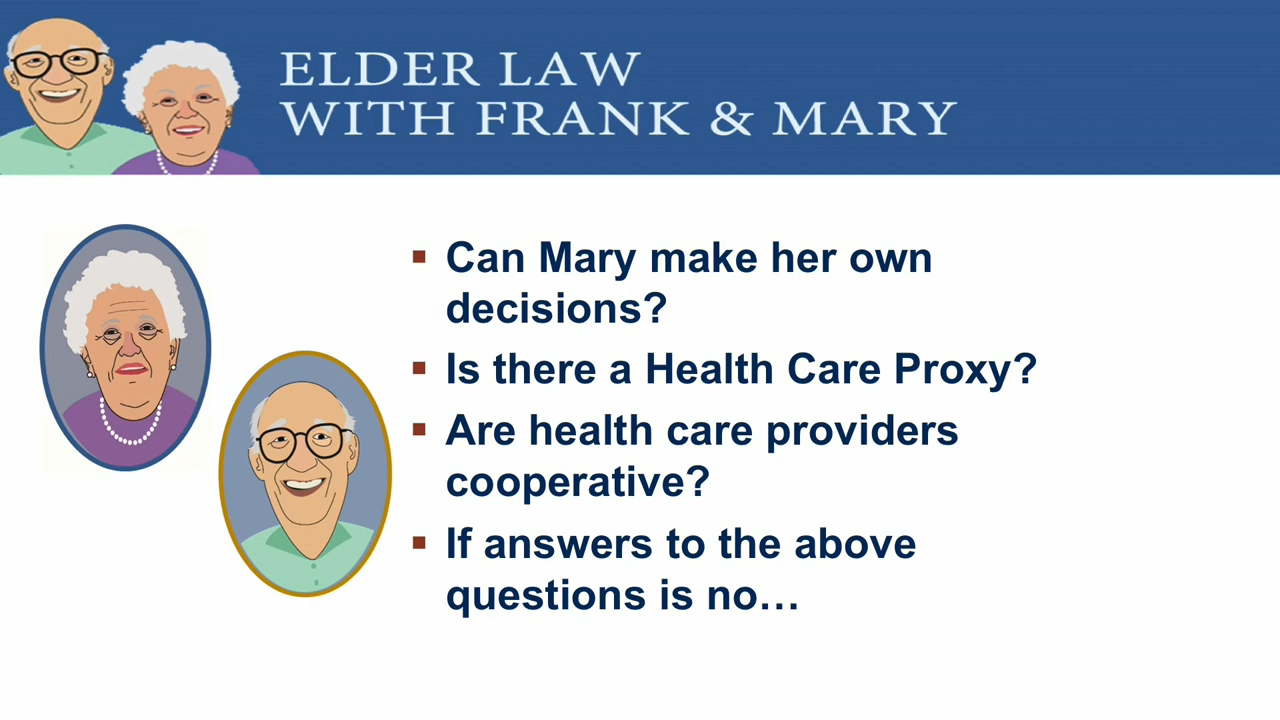 ELDER LAW
WITH FRANK & MARY
▪ Can Mary make her own
decisions?
▪ Is there a Health Care Proxy?
▪ Are health care providers
cooperative?
▪ If answers to the above
questions is no…